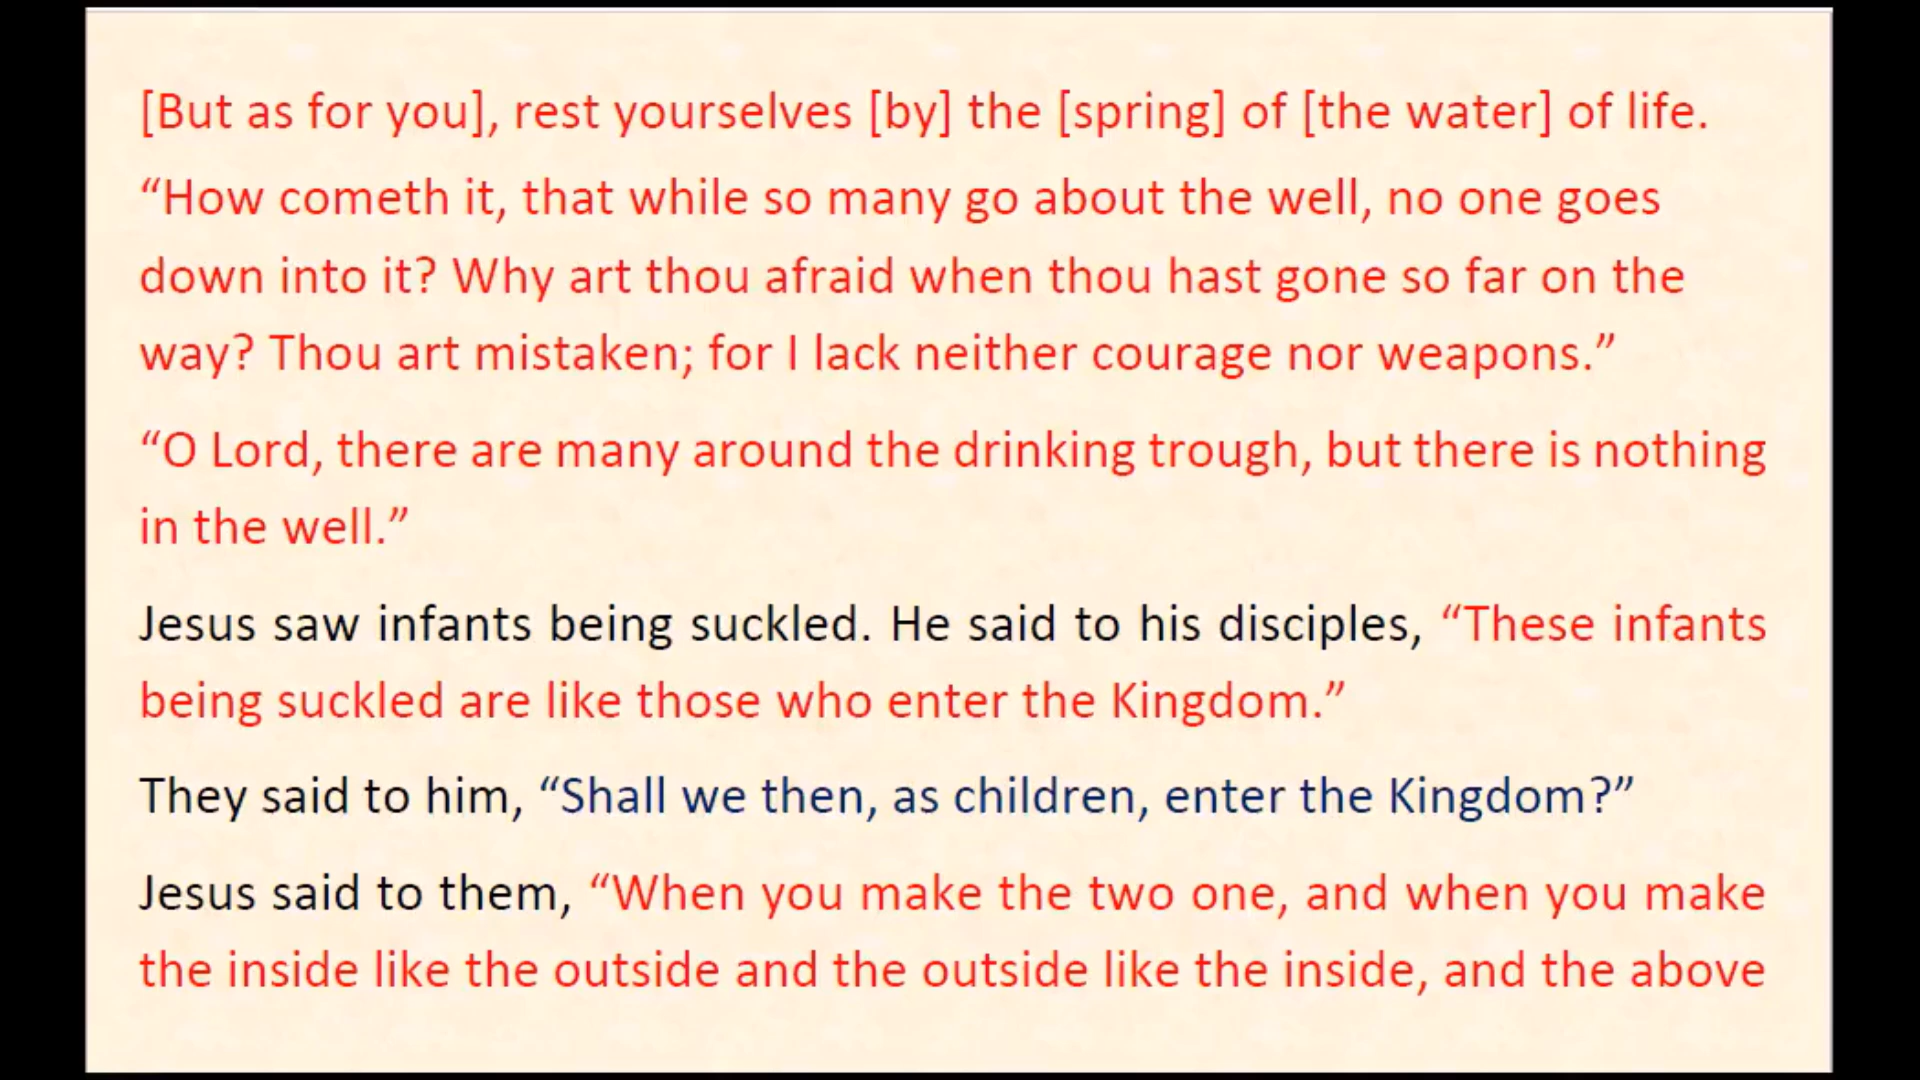 [But as for you], rest yourselves [by] the [spring] of [the water] of life.
“How cometh it, that while so many go about the well, no one goes
down into it? Why art thou afraid when thou hast gone so far on the
way? Thou art mistaken; for I lack neither courage nor weapons.”
“O Lord, there are many around the drinking trough, but there is nothing
in the well.”
Jesus saw infants being suckled. He said to his disciples, “These infants
being suckled are like those who enter the Kingdom.”
They said to him, “Shall we then, as children, enter the Kingdom?”
Jesus said to them, “When you make the two one, and when you make
the inside like the outside and the outside like the inside, and the above